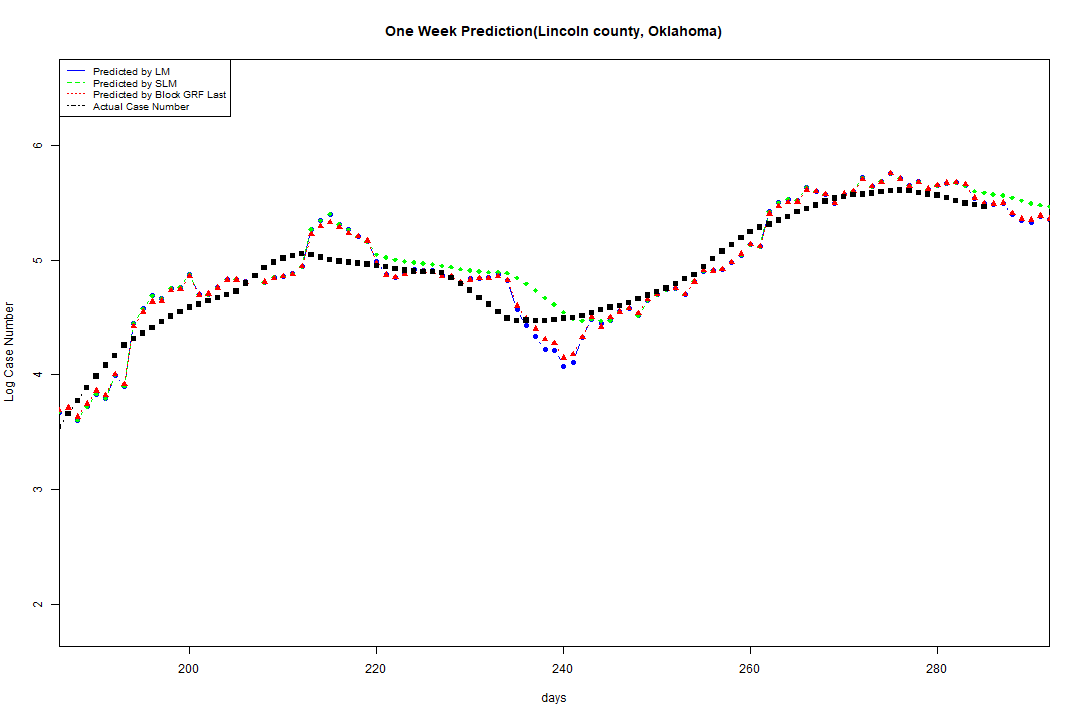 One Week Prediction(Lincoln county, Oklahoma)
Predicted by LM
Predicted by SLM
Predicted by Block GRF Last
Actual Case Number
6
5
4
3
2
Log Case Number
200 220 240 260 280
days